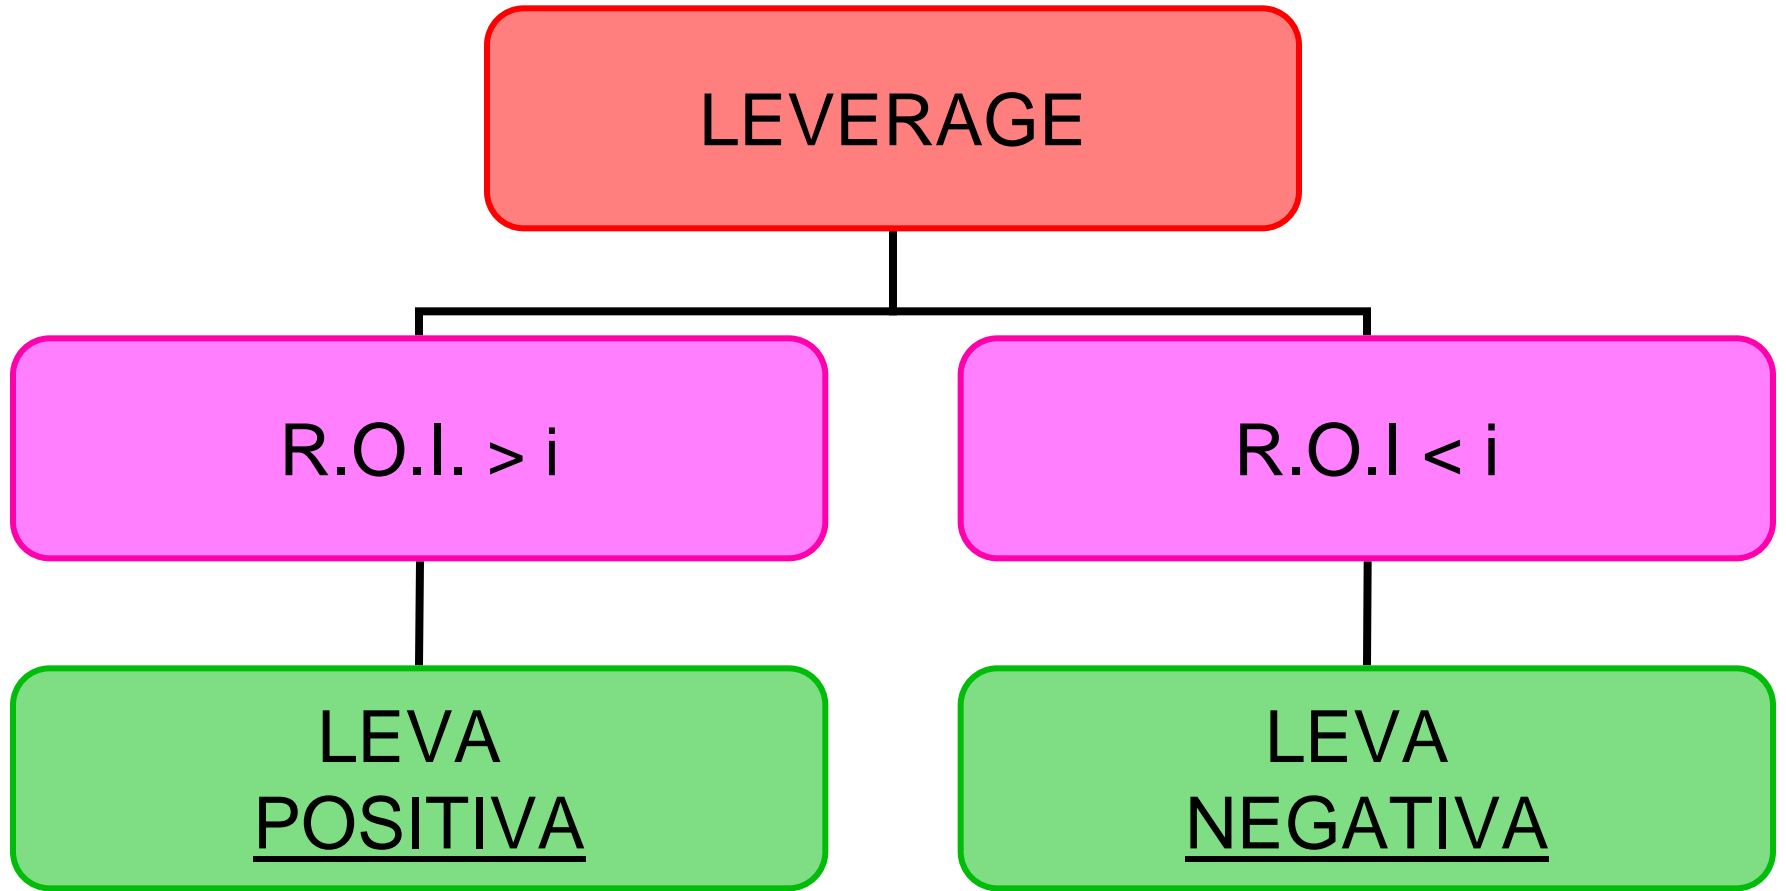 LEVERAGE
R.O.I. > i
R.O.I < i
LEVA
POSITIVA
LEVA
NEGATIVA